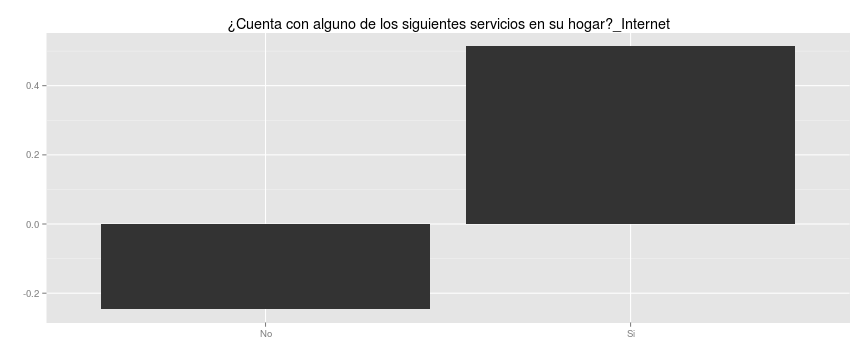 ¿Cuenta con alguno de los siguientes servicios en su hogar?_Internet
0.4
0.2
0.0
-0.2
No
Si